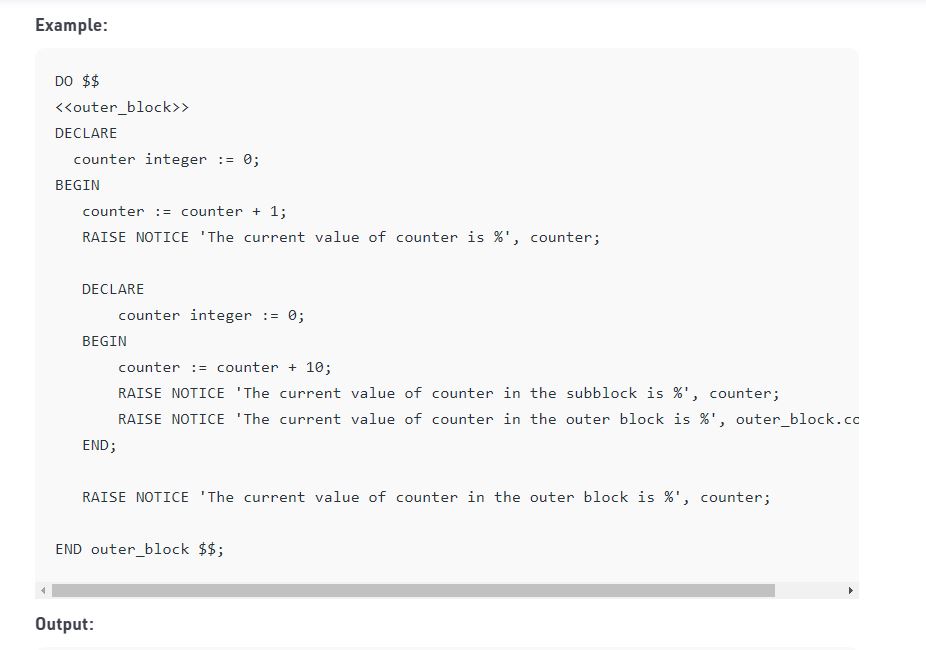 Example:
DO $$
<<outer_block>>
DECLARE
counter integer := 0;
BEGIN
counter := counter + 1;
RAISE NOTICE 'The current value of counter is %', counter;
DECLARE
counter integer := 0;
BEGIN
counter := counter + 10;
RAISE NOTICE 'The current value of counter in the subblock is %', counter;
RAISE NOTICE 'The current value of counter in the outer block is %', outer_block.co
END;
RAISE NOTICE 'The current value of counter in the outer block is %', counter;
END outer_block $$;
Output: